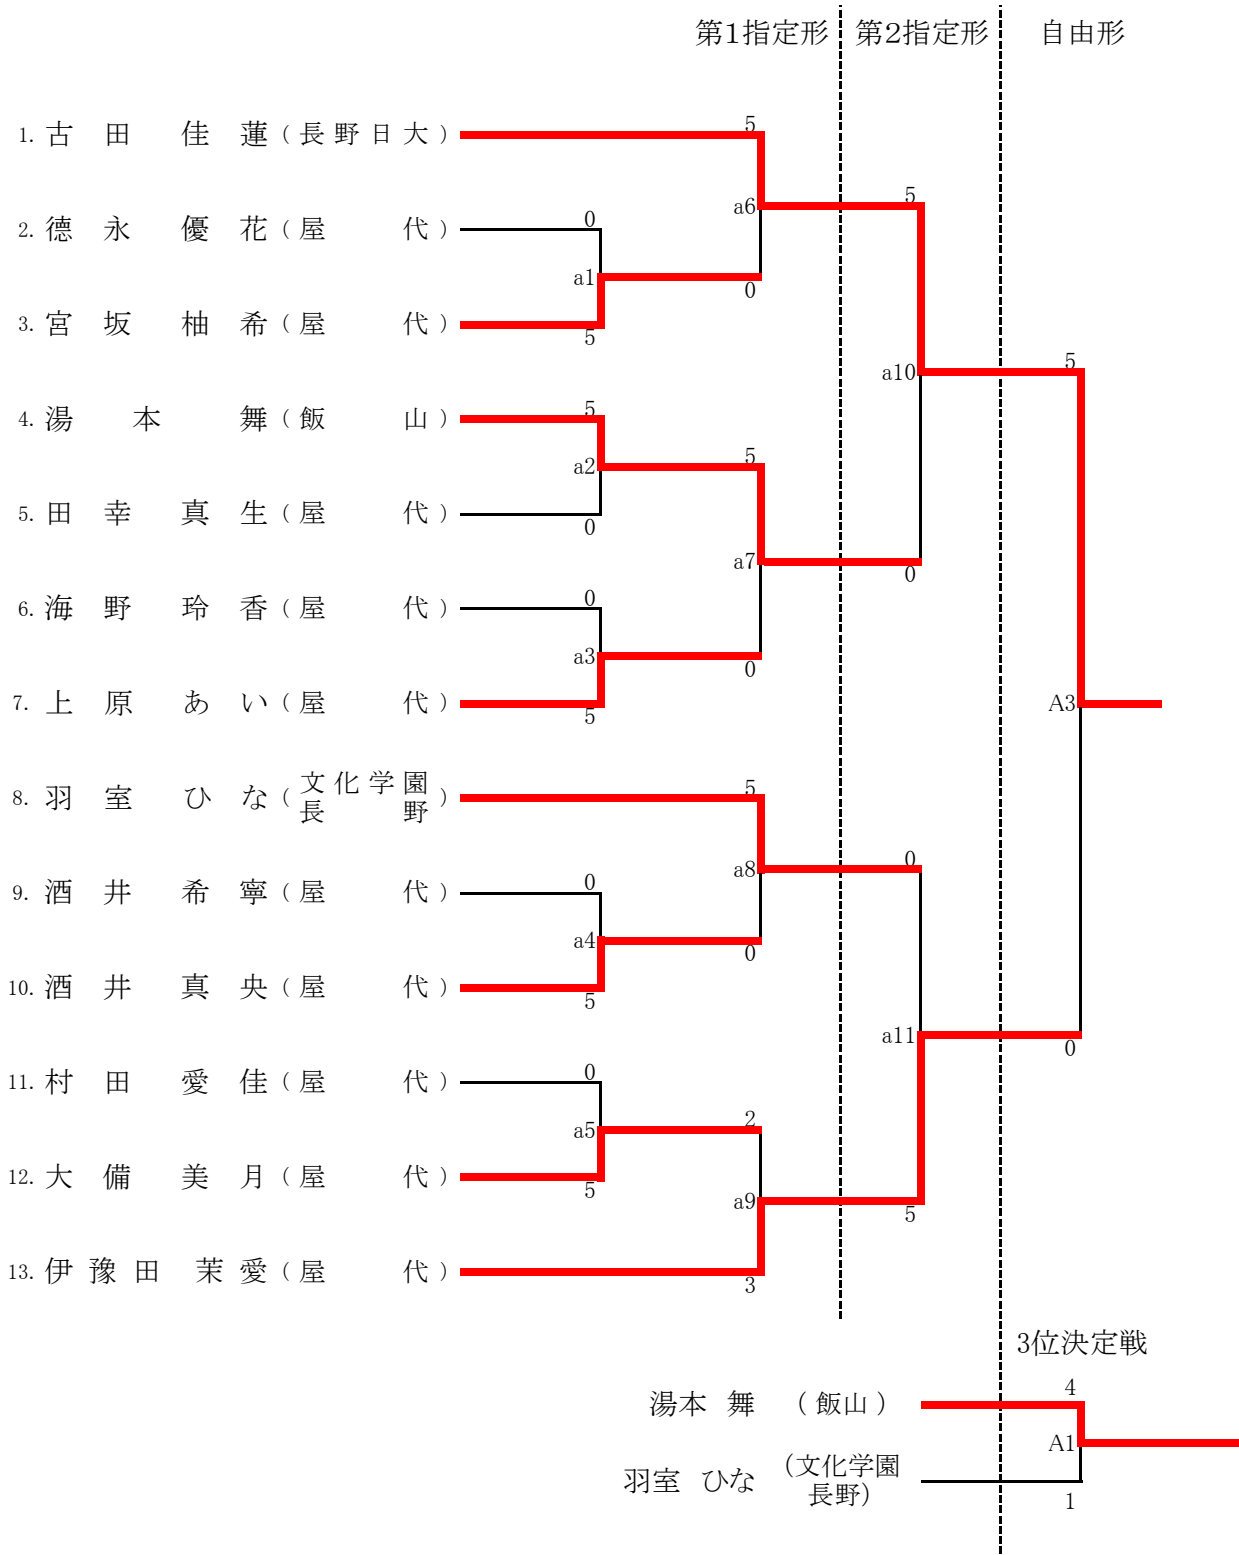 第1指定形 第2指定形 自由形
5
1. 古田 佳蓮 (長野日大)
5
a6
0
2. 德永 優花 (屋代)
a1
0
3. 宮坂 柚希 (屋代)
5
5
a10
5
4. 湯本 舞 (飯山)
5
a2
5. 田幸 真生 (屋代)
0
a7
0
0
6. 海野 玲香 (屋代)
a3
0
7. 上原 あい (屋代)
5
A3
5
8. 羽室 ひな (文化学園
長野)
0
a8
0
9. 酒井 希寧 (屋代)
a4
0
10. 酒井 真央 (屋代)
5
a11
0
0
11. 村田 愛佳 (屋代)
2
a5
12. 大備 美月 (屋代)
5
a9
5
13. 伊豫田 茉愛 (屋代)
3
3位決定戦
4
湯本 舞 (飯山)
A1
羽室 ひな (文化学園
長野)
1